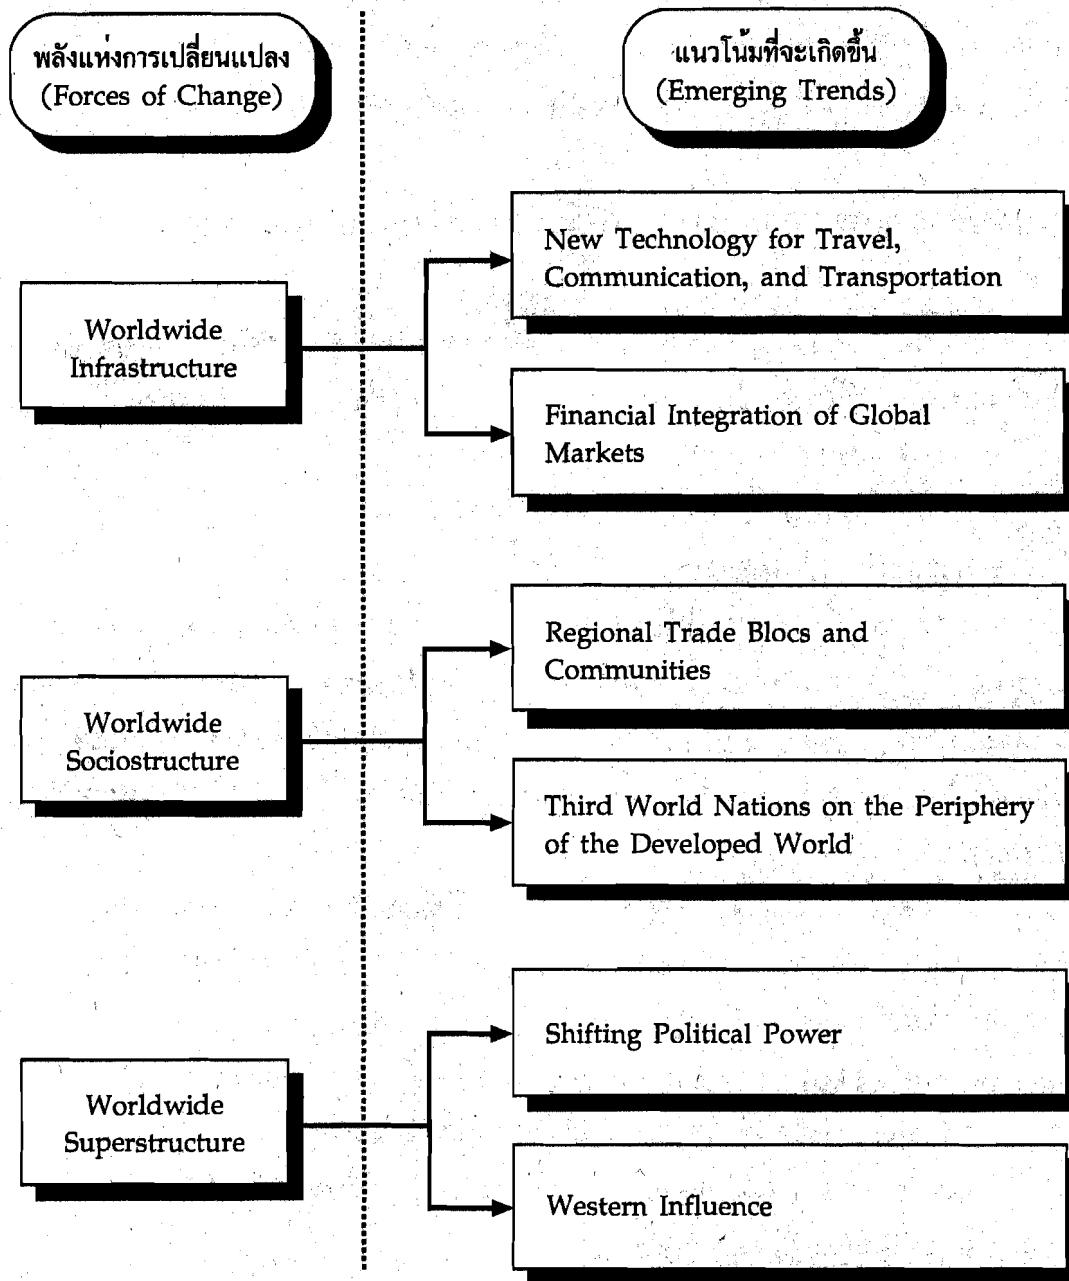 พลังแห่งการเปลี่ยนแปลง
(Forces of Change)
แนวโน้มที่จะเกิดขึ้น
(Emerging Trends)
Worldwide
Infrastructure
New Technology for Travel,
Communication, and Transportation
Financial Integration of Global
Markets
Worldwide
Sociostructure
Regional Trade Blocs and
Communities
Third World Nations on the Periphery
of the Developed World
Worldwide
Superstructure
Shifting Political Power
Western Influence